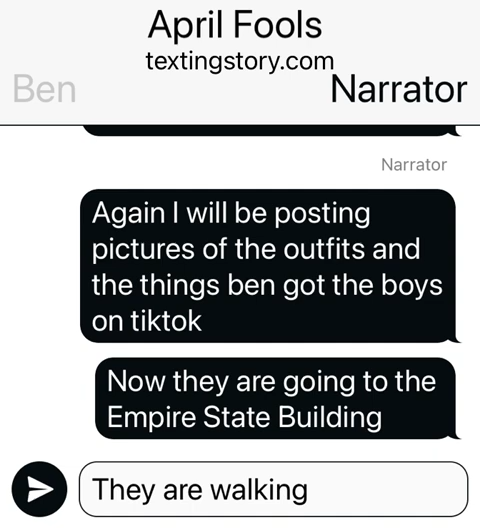 April Fools
textingstory.com
Ben
Narrator
Narrator
Again I will be posting
pictures of the outfits and
the things ben got the boys
on tiktok
Now they are going to the
Empire State Building
They are walking